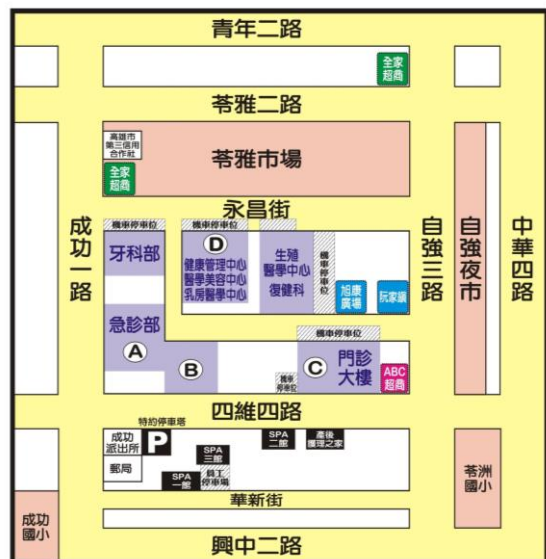 青年二路
全家
超商
苓雅二路
高雄市
第三信用
合作社
苓雅市場
全家
超商
永昌街
成功一路
自強三路
自強夜市
中華四路
機車停車位
機車停車位
牙科部
D
健康管理中心
醫學美容中心
乳房醫學中心
生殖
醫學中心
復健科
機車停車位
旭康
廣場
阮家鑛
急診部
A
B
機車停車位
C
門診
大樓
機車
停車位
ABC
超商
四維四路
特約停車塔
成功
派出所
P
郵局
SPA
三館
SPA
二館
產後
護理之家
SPA
一館
員工
停車場
苓洲
國小
華新街
成功
國小
興中二路